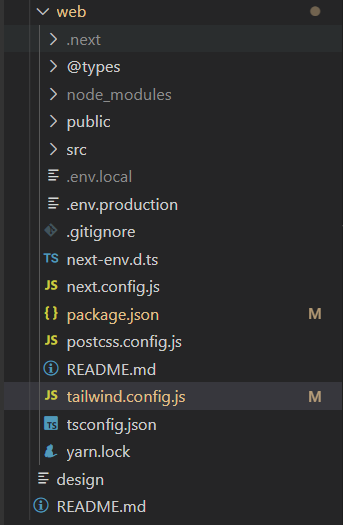 web
.next
@types
node_modules
public
src
.env.local
.env.production
.gitignore
TS next-env.d.ts
JS next.config.js
{ } package.json M
JS postcss.config.js
README.md
JS tailwind.config.js M
TS tsconfig.json
yarn.lock
design
README.md